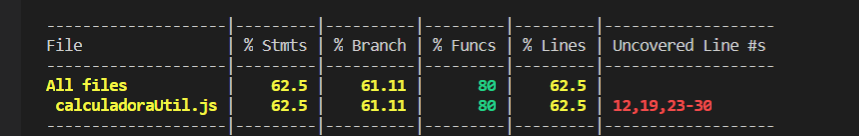 --------------------|---------|----------|---------|---------|-------------------
File                | % Stmts | % Branch | % Funcs | % Lines | Uncovered Line #s
--------------------|---------|----------|---------|---------|-------------------
All files           |    62.5 |    61.11 |      80 |    62.5 |
 calculadoraUtil.js |    62.5 |    61.11 |      80 |    62.5 | 12,19,23-30
--------------------|---------|----------|---------|---------|-------------------